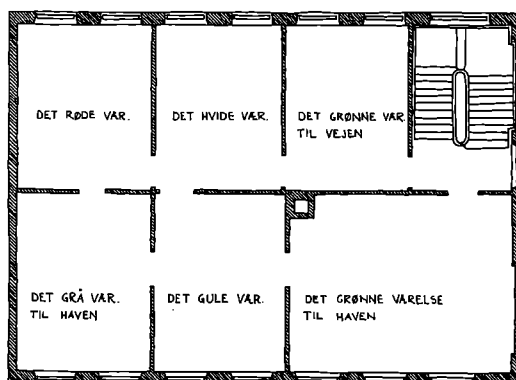 DET RØDE VÆR.
DET HVIDE VÆR.
DET GRØNNE VÆR.
TIL VEJEN
DET GRÅ VÆR.
TIL HAVEN
DET GULE VÆR.
DET GRØNNE VÆRELSE
TIL HAVEN